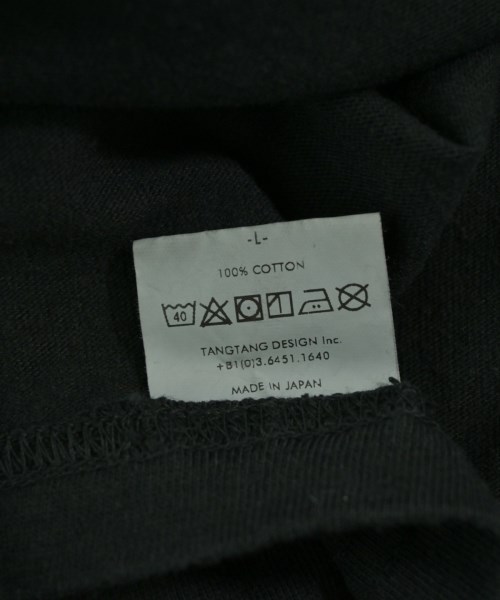 -L-
100% COTTON
40
TANGTANG DESIGN Inc.
+81(0)3.6451.1640
MADE IN JAPAN